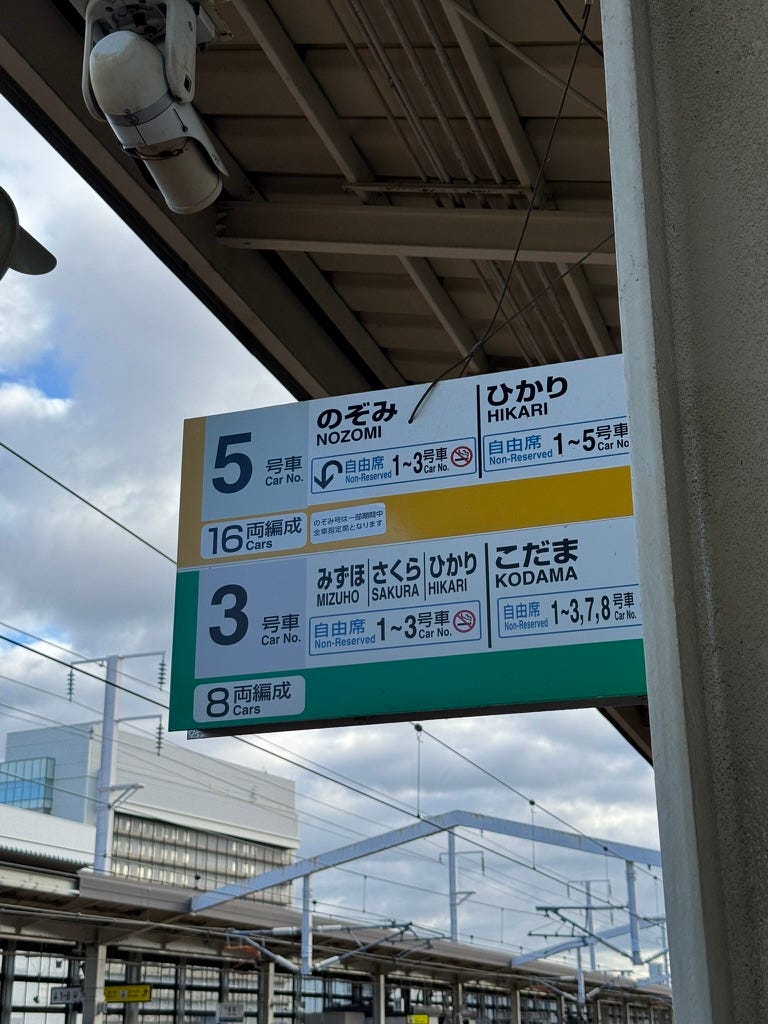 5 号車 Car No.
のぞみ
NOZOMI
自由席 1~3号車
Non-Reserved Car No.
ひかり
HIKARI
自由席 1~5号車
Non-Reserved Car No.
16両編成
Cars
のぞみ号は一部期間中
全車指定席となります
3 号車 Car No.
みずほ さくら ひかり
MIZUHO SAKURA HIKARI
自由席 1~3号車
Non-Reserved Car No.
こだま
KODAMA
自由席 1~3,7,8号車
Non-Reserved Car No.
8両編成
Cars